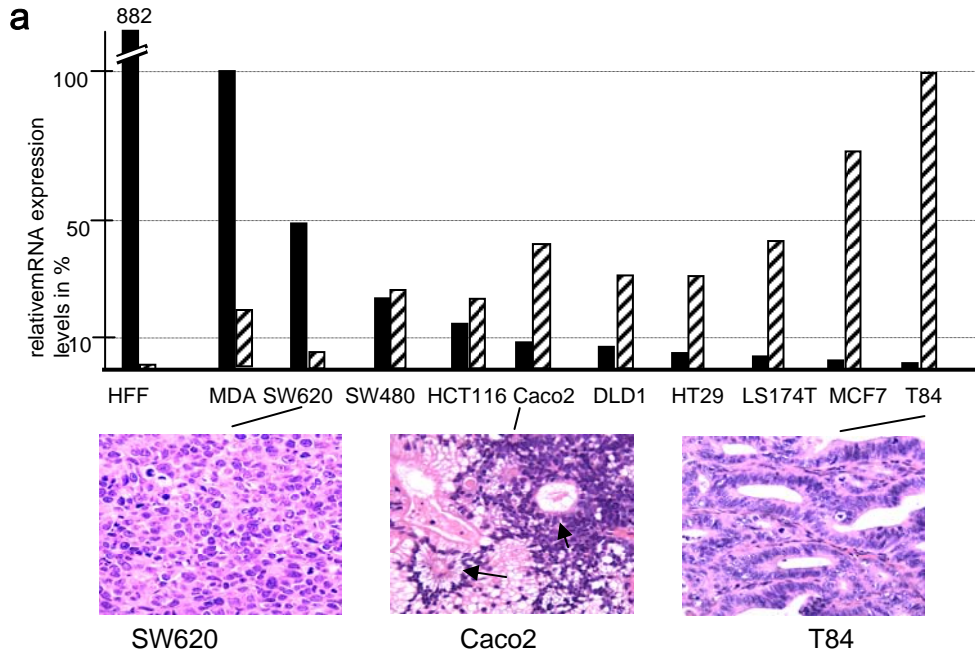 a
882
100
50
10
relativemRNA expression
levels in %
HFF MDA SW620 SW480 HCT116 Caco2 DLD1 HT29 LS174T MCF7 T84
SW620 Caco2 T84